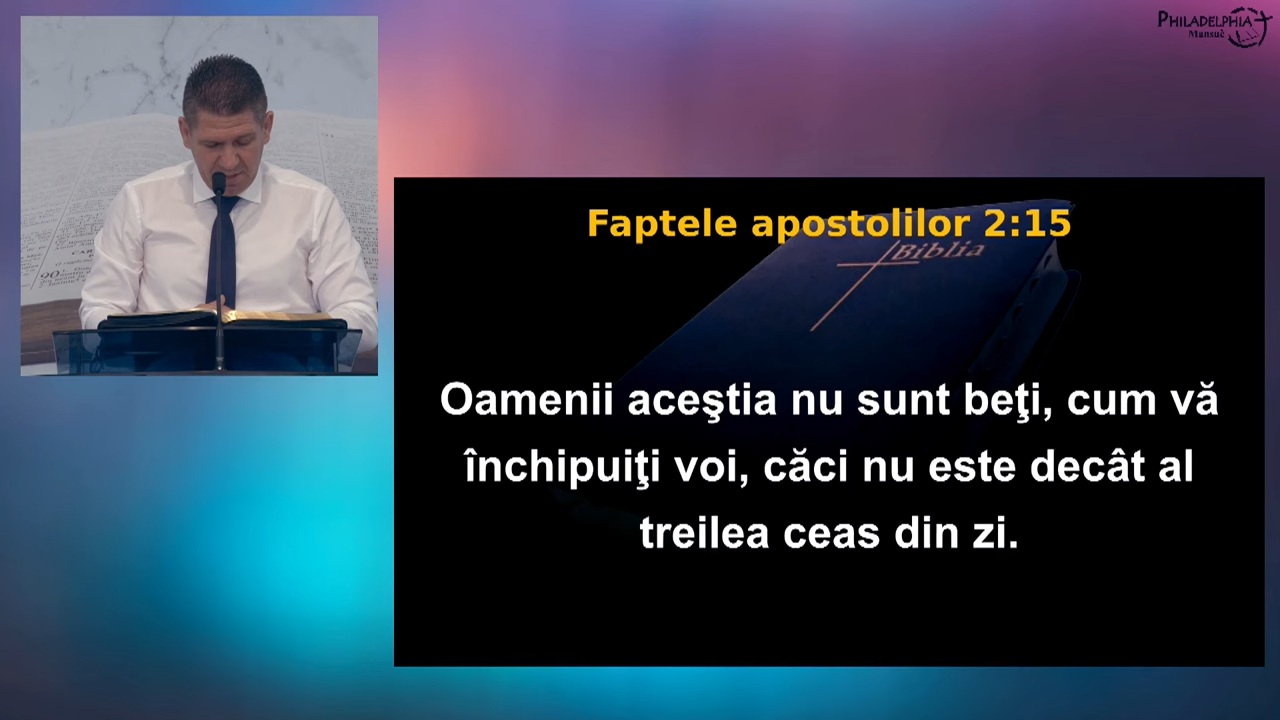 PHILADELPHIA
Mansuè
Faptele apostolilor 2:15
Biblia
Oamenii aceştia nu sunt beţi, cum vă
închipuiţi voi, căci nu este decât al
treilea ceas din zi.